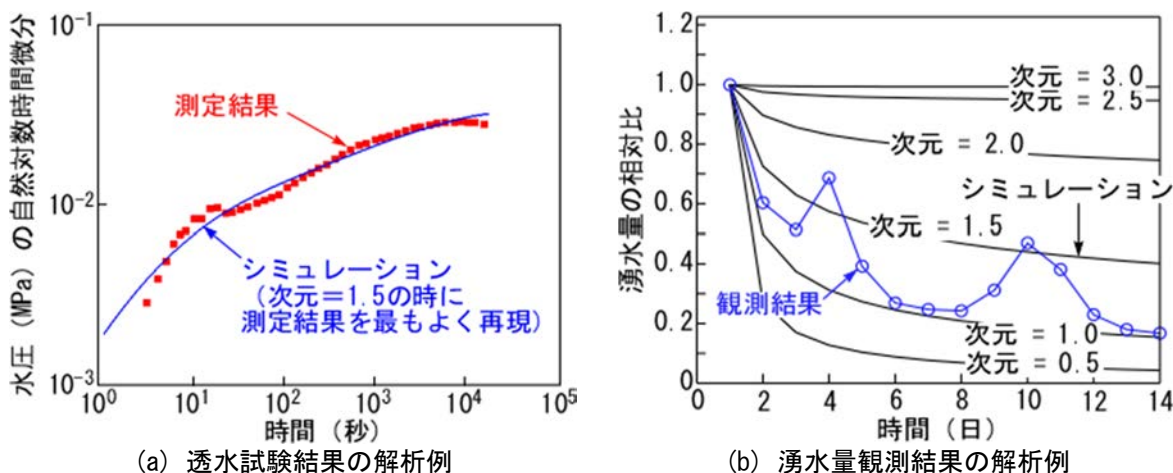 水圧（MPa）の自然対数時間微分
10⁻¹
10⁻²
10⁻³
測定結果
シミュレーション
（次元＝1.5の時に
測定結果を最もよく再現）
10⁰ 10¹ 10² 10³ 10⁴ 10⁵
時間（秒）
(a) 透水試験結果の解析例
湧水量の相対比
1.2
1.0
0.8
0.6
0.4
0.2
0
次元 = 3.0
次元 = 2.5
次元 = 2.0
シミュレーション
次元 = 1.5
観測結果
次元 = 1.0
次元 = 0.5
0 2 4 6 8 10 12 14
時間（日）
(b) 湧水量観測結果の解析例